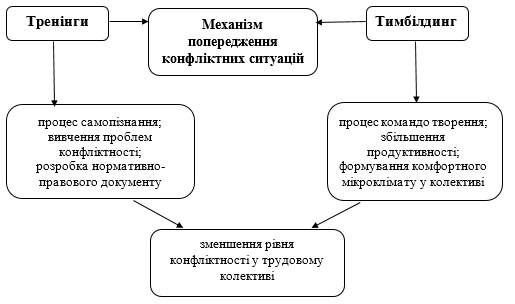 Тренінги
Механізм
попередження
конфліктних ситуацій
Тимбілдинг
процес самопізнання;
вивчення проблем
конфліктності;
розробка нормативно-
правового документу
процес командо творення;
збільшення
продуктивності;
формування комфортного
мікроклімату у колективі
зменшення рівня
конфліктності у трудовому
колективі